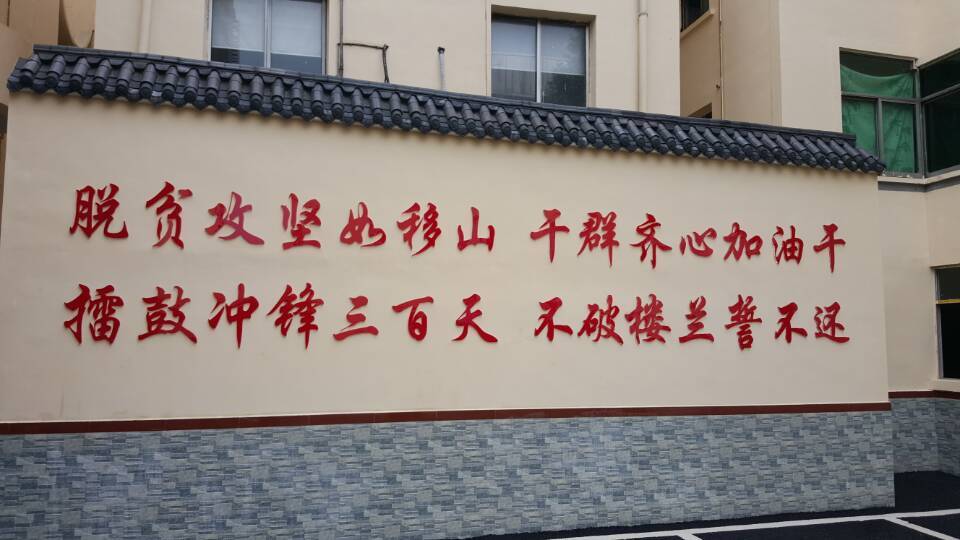 脱贫攻坚如移山 干群齐心加油干
擂鼓冲锋三百天 不破楼兰誓不还